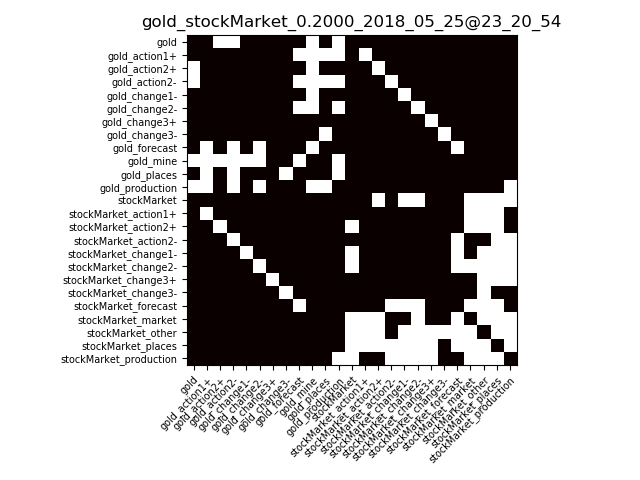 gold_stockMarket_0.2000_2018_05_25@23_20_54
gold
gold_action1+
gold_action2+
gold_action2-
gold_change1-
gold_change2-
gold_change3+
gold_change3-
gold_forecast
gold_mine
gold_places
gold_production
stockMarket
stockMarket_action1+
stockMarket_action2+
stockMarket_action2-
stockMarket_change1-
stockMarket_change2-
stockMarket_change3+
stockMarket_change3-
stockMarket_forecast
stockMarket_market
stockMarket_other
stockMarket_places
stockMarket_production
gold
gold_action1+
gold_action2+
gold_action2-
gold_change1-
gold_change2-
gold_change3+
gold_change3-
gold_forecast
gold_mine
gold_places
gold_production
stockMarket
stockMarket_action1+
stockMarket_action2+
stockMarket_action2-
stockMarket_change1-
stockMarket_change2-
stockMarket_change3+
stockMarket_change3-
stockMarket_forecast
stockMarket_market
stockMarket_other
stockMarket_places
stockMarket_production